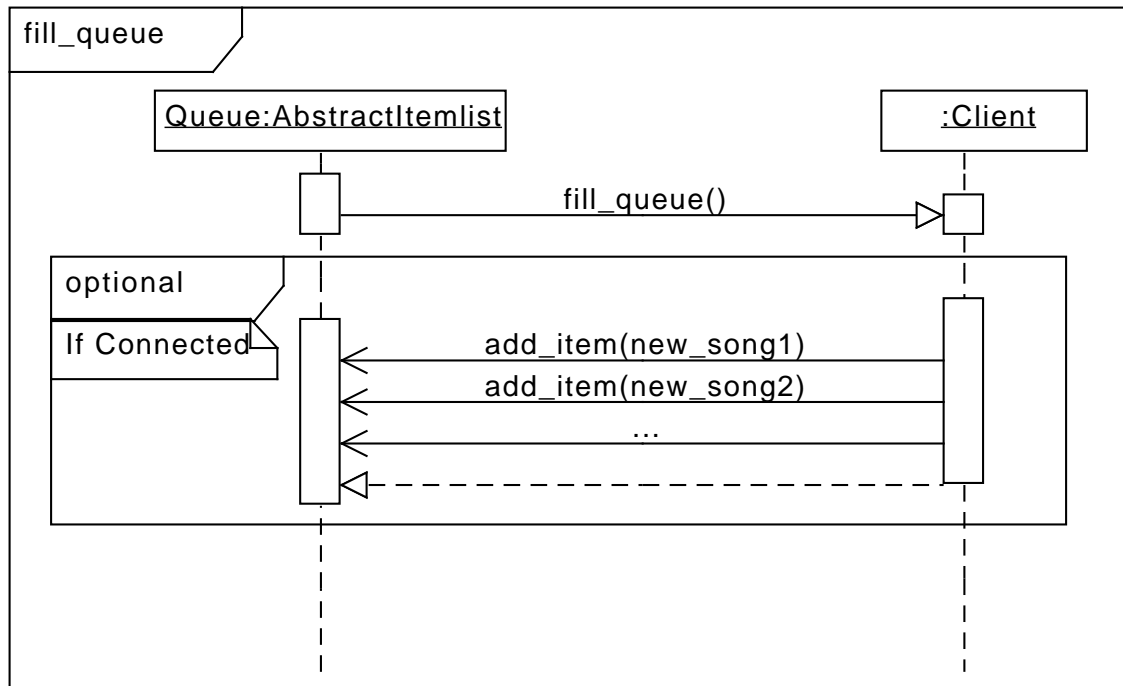 fill_queue
Queue:AbstractItemlist
:Client
fill_queue()
optional
If Connected
add_item(new_song1)
add_item(new_song2)
...